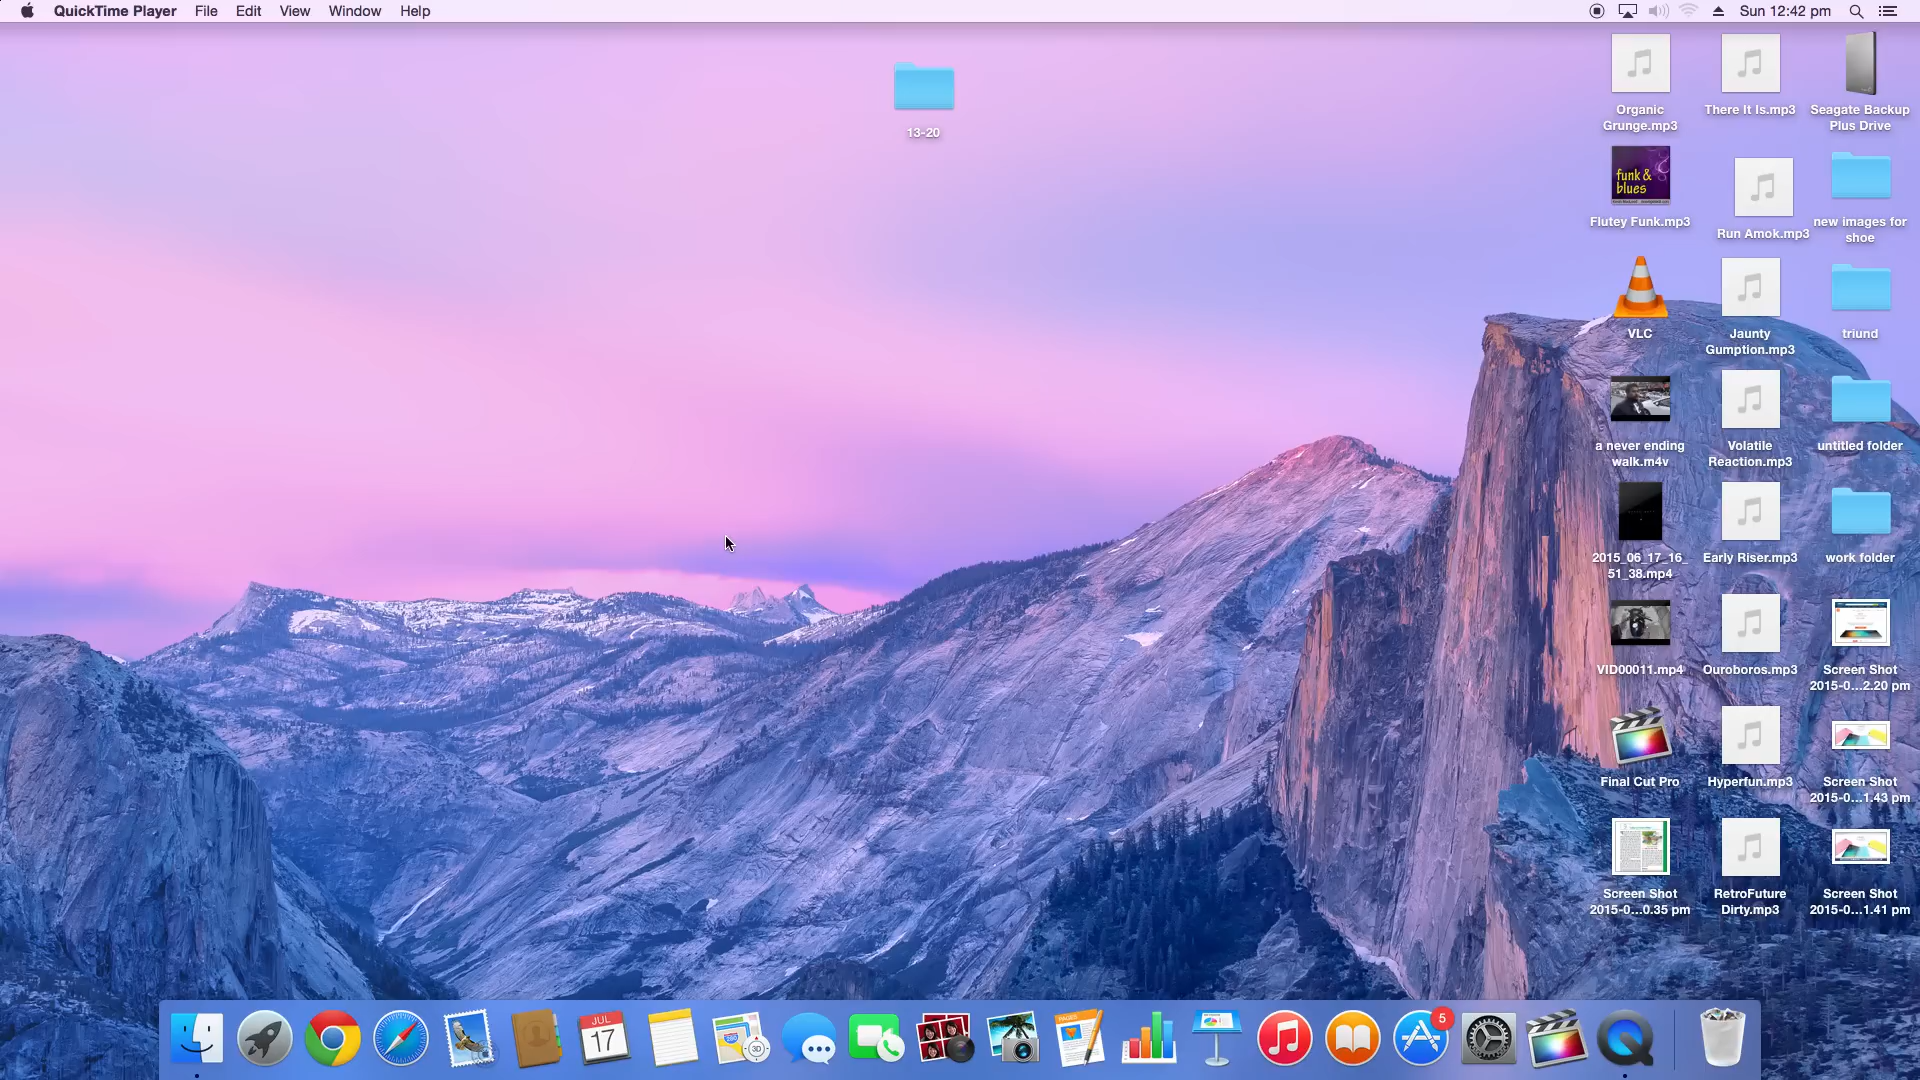 QuickTime Player File Edit View Window Help Sun 12:42 pm
13-20
Organic
Grunge.mp3
There It Is.mp3
Seagate Backup
Plus Drive
funk &
blues
Flutey Funk.mp3
Run Amok.mp3
new images for
shoe
VLC
Jaunty
Gumption.mp3
triund
a never ending
walk.m4v
Volatile
Reaction.mp3
untitled folder
2015_06_17_16_
51_38.mp4
Early Riser.mp3
work folder
VID00011.mp4
Ouroboros.mp3
Screen Shot
2015-0...2.20 pm
Final Cut Pro
Hyperfun.mp3
Screen Shot
2015-0...1.43 pm
Screen Shot
2015-0...0.35 pm
RetroFuture
Dirty.mp3
Screen Shot
2015-0...1.41 pm
JUL
17
280
3D
PAGES
5